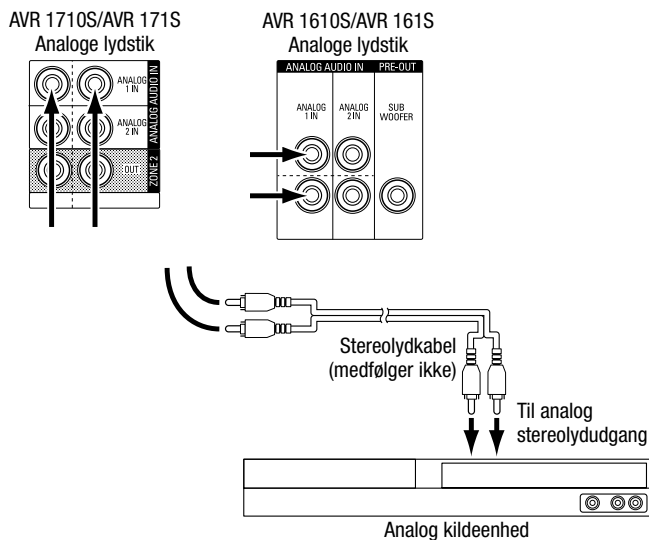 AVR 1710S/AVR 171S
Analoge lydstik
ANALOG
1 IN
ANALOG
2 IN
OUT
ANALOG AUDIO IN
ZONE 2
AVR 1610S/AVR 161S
Analoge lydstik
ANALOG AUDIO IN
PRE-OUT
ANALOG
1 IN
ANALOG
2 IN
SUB
WOOFER
Stereolydkabel
(medfølger ikke)
Til analog
stereolydudgang
Analog kildeenhed